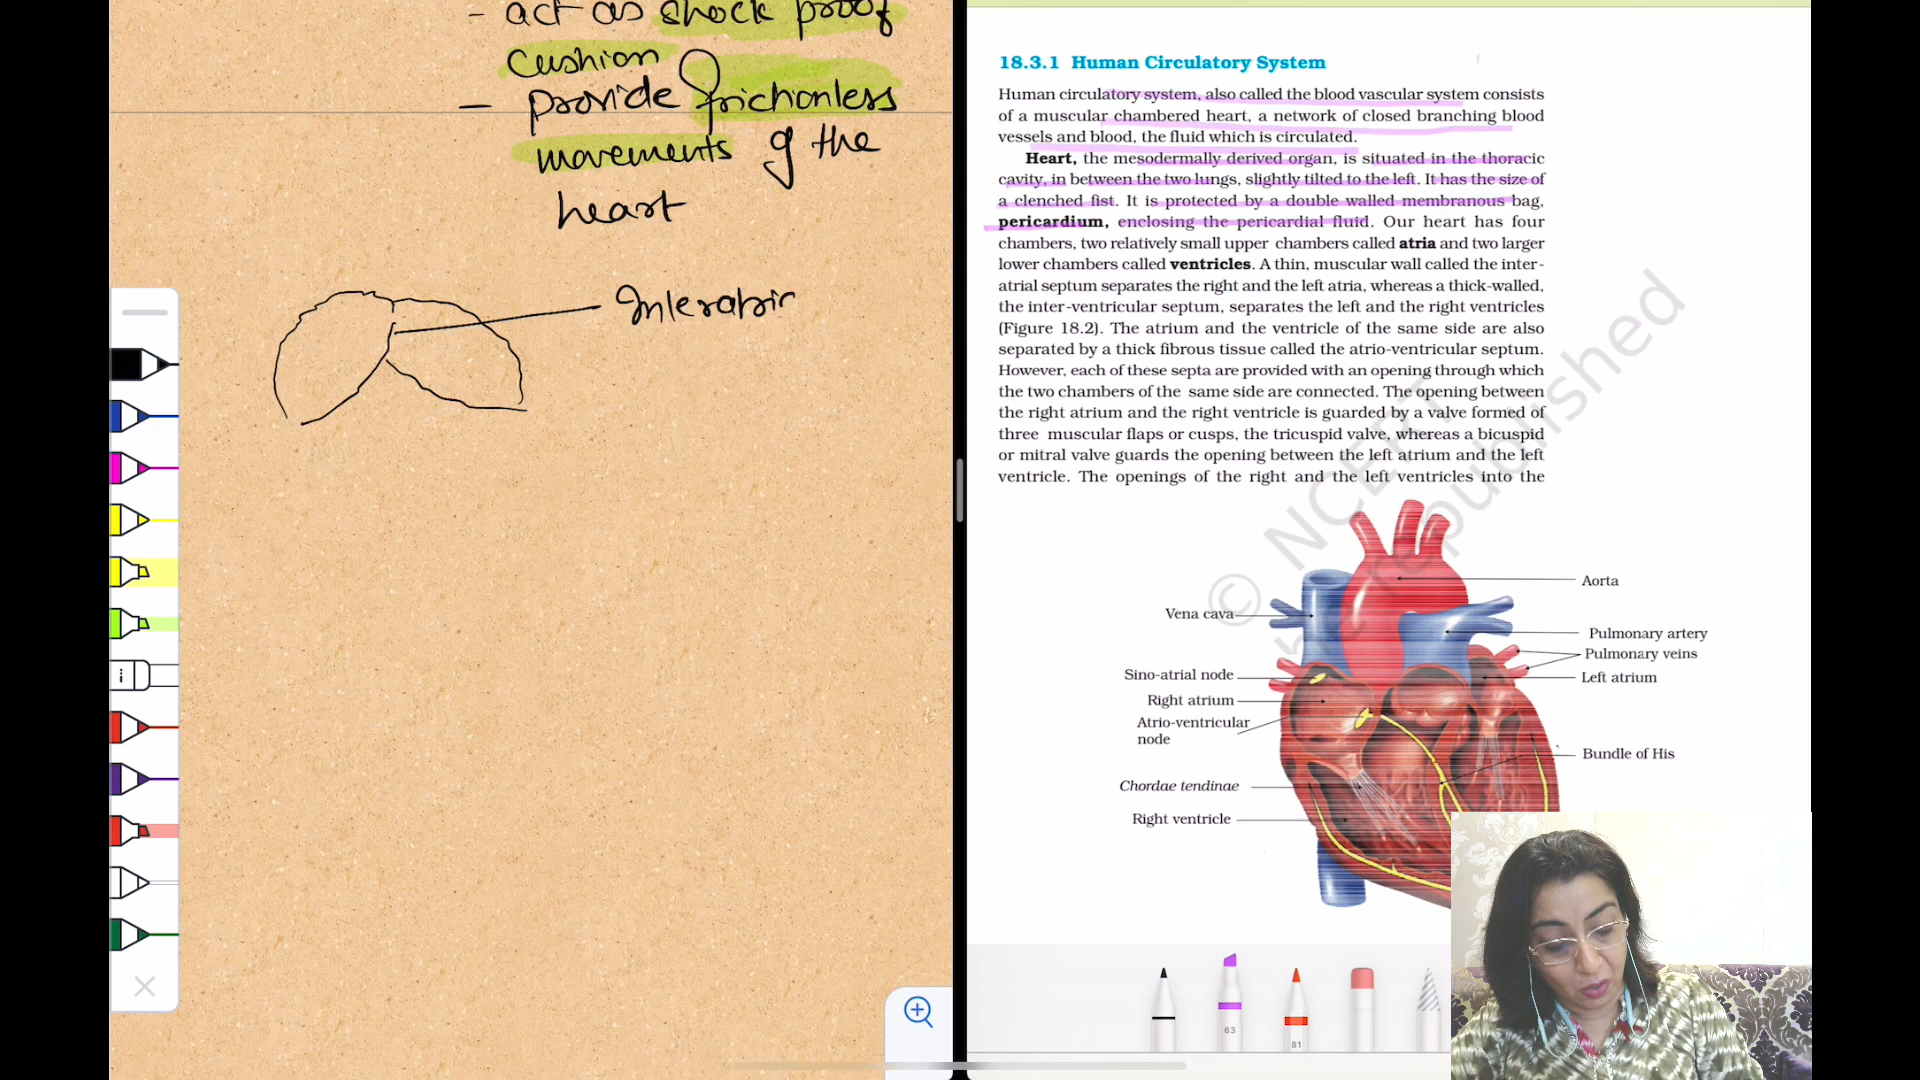 - act as shock proof
cushion
- provide frictionless
movements of the
heart
Interatri
18.3.1 Human Circulatory System
Human circulatory system, also called the blood vascular system consists
of a muscular chambered heart, a network of closed branching blood
vessels and blood, the fluid which is circulated.
Heart, the mesodermally derived organ, is situated in the thoracic
cavity, in between the two lungs, slightly tilted to the left. It has the size of
a clenched fist. It is protected by a double walled membranous bag,
pericardium, enclosing the pericardial fluid. Our heart has four
chambers, two relatively small upper chambers called atria and two larger
lower chambers called ventricles. A thin, muscular wall called the inter-
atrial septum separates the right and the left atria, whereas a thick-walled,
the inter-ventricular septum, separates the left and the right ventricles
(Figure 18.2). The atrium and the ventricle of the same side are also
separated by a thick fibrous tissue called the atrio-ventricular septum.
However, each of these septa are provided with an opening through which
the two chambers of the same side are connected. The opening between
the right atrium and the right ventricle is guarded by a valve formed of
three muscular flaps or cusps, the tricuspid valve, whereas a bicuspid
or mitral valve guards the opening between the left atrium and the left
ventricle. The openings of the right and the left ventricles into the
© NCERT
republished
Aorta
Vena cava
Pulmonary artery
Pulmonary veins
Sino-atrial node
Left atrium
Right atrium
Atrio-ventricular
node
Bundle of His
Chordae tendinae
Right ventricle
63
81